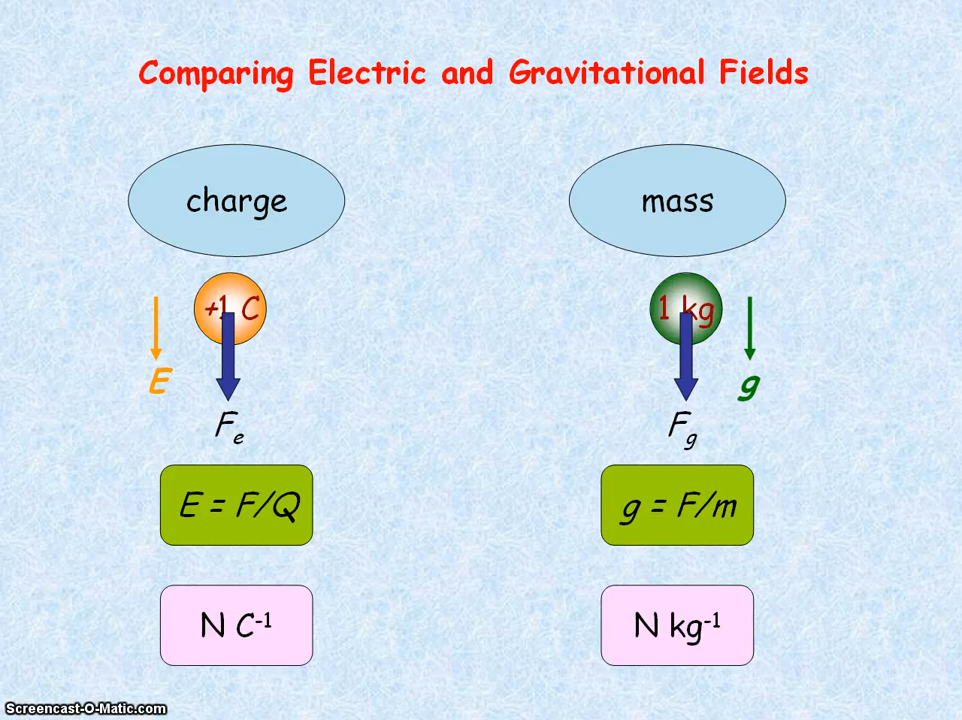 Comparing Electric and Gravitational Fields
charge
mass
+1 C
1 kg
E
g
Fe
Fg
E = F/Q
g = F/m
N C-1
N kg-1
Screencast-O-Matic.com